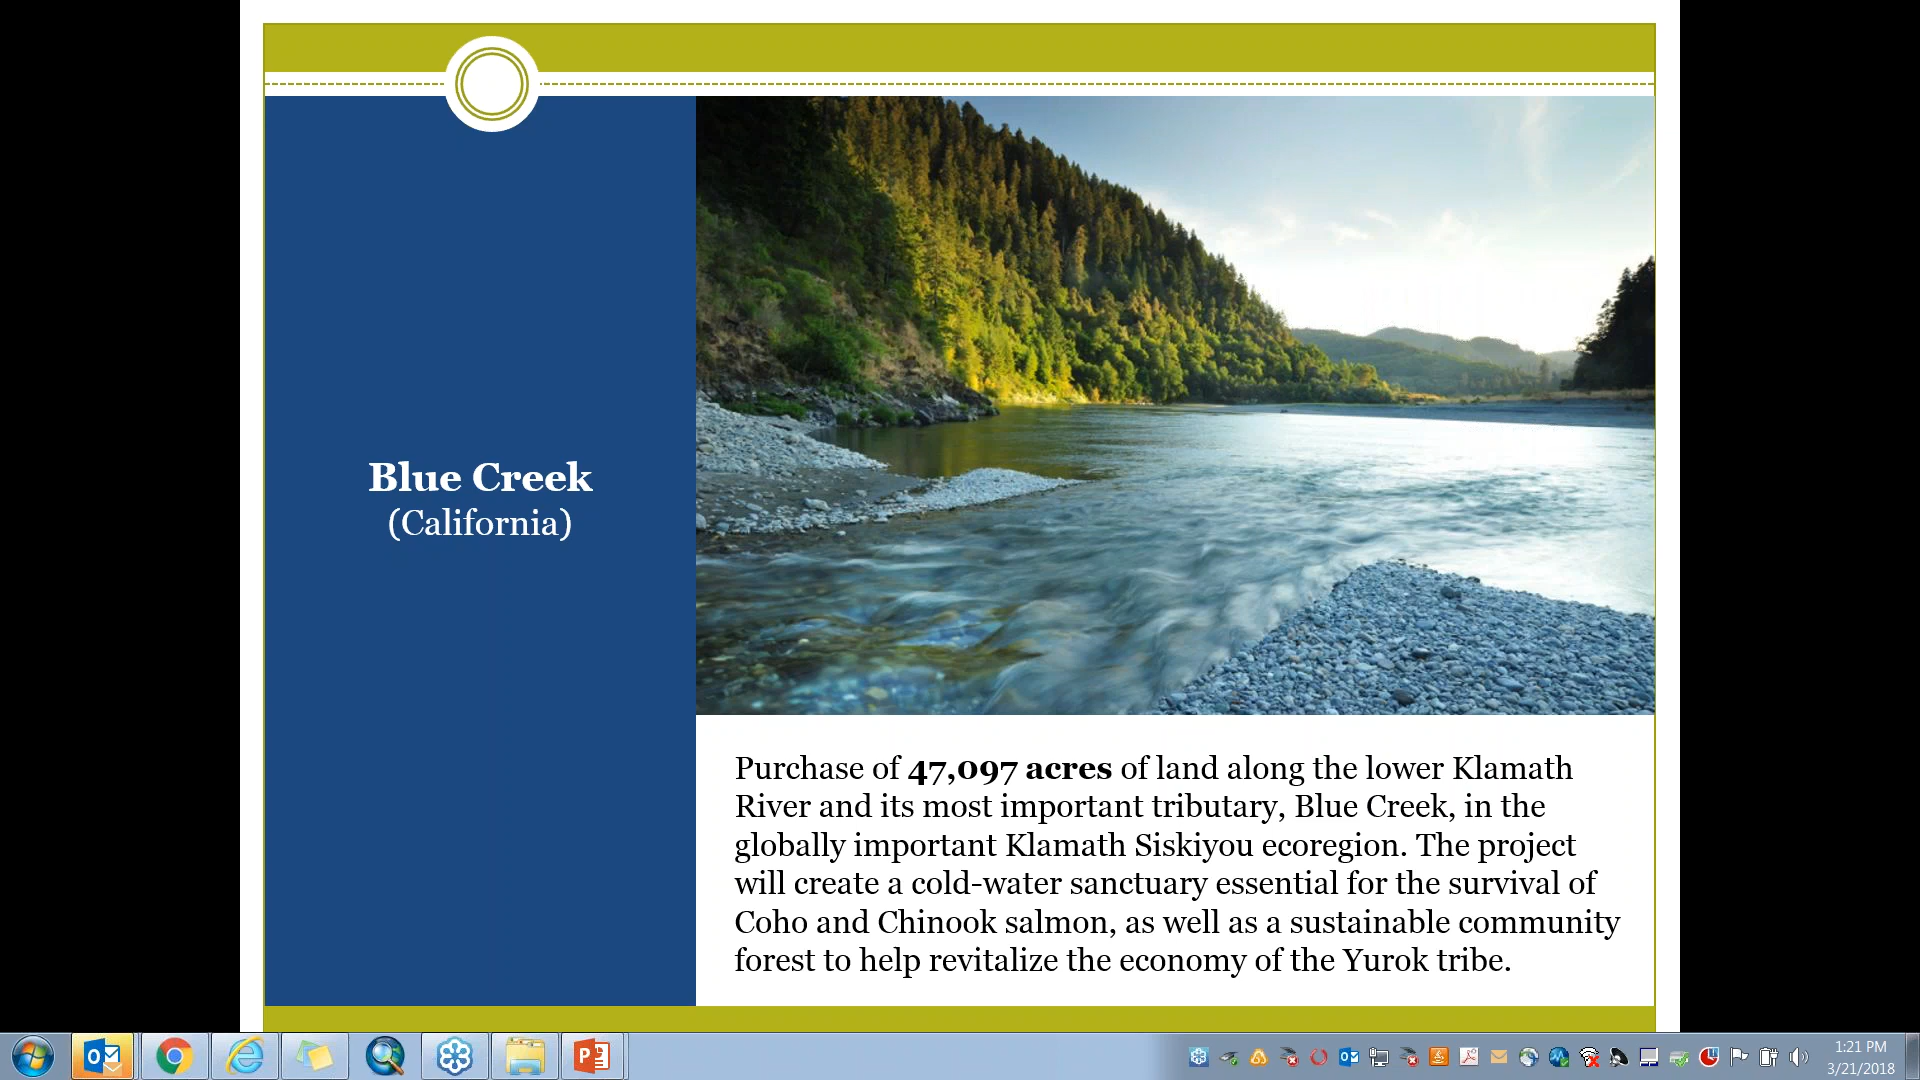 Blue Creek
(California)
Purchase of 47,097 acres of land along the lower Klamath
River and its most important tributary, Blue Creek, in the
globally important Klamath Siskiyou ecoregion. The project
will create a cold-water sanctuary essential for the survival of
Coho and Chinook salmon, as well as a sustainable community
forest to help revitalize the economy of the Yurok tribe.
1:21 PM
3/21/2018